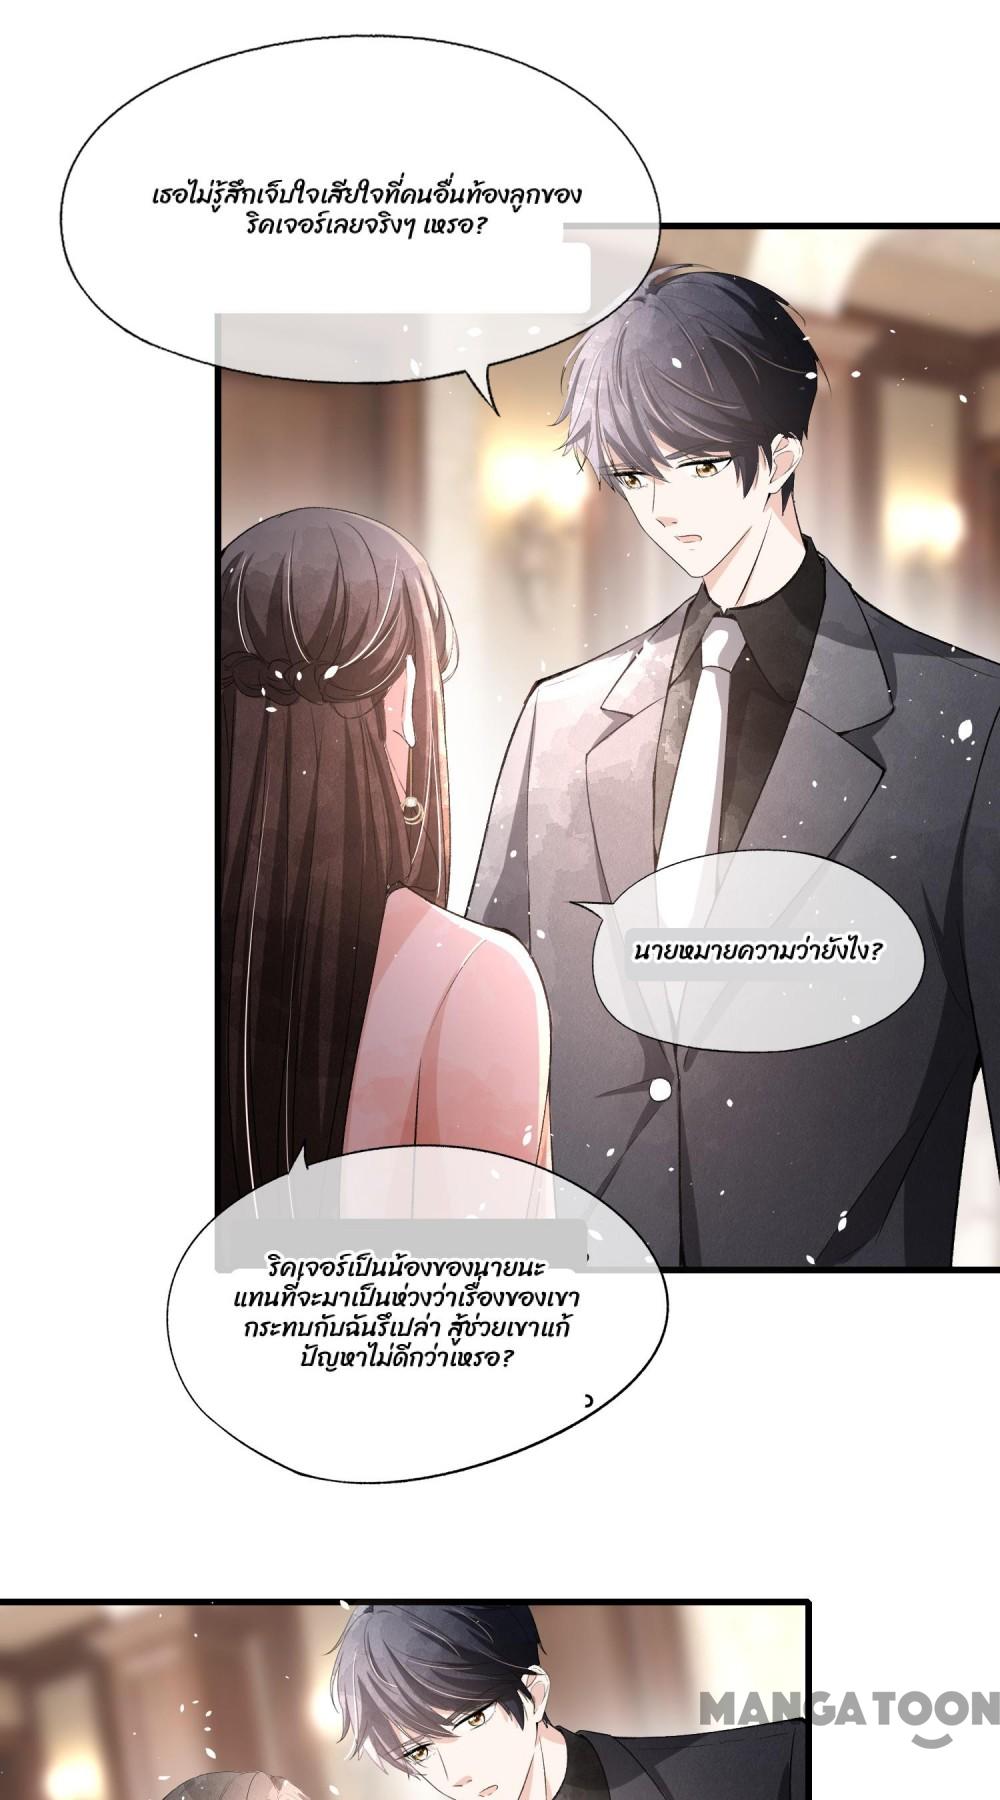 เธอไม่รู้สึกเจ็บใจเสียใจที่คนอื่นท้องลูกของ
ริคเจอร์เลยจริงๆ เหรอ?
นายหมายความว่ายังไง?
ริคเจอร์เป็นน้องของนายนะ
แทนที่จะมาเป็นห่วงว่าเรื่องของเขา
กระทบกับฉันรึเปล่า สู้ช่วยเขาแก้
ปัญหาไม่ดีกว่าเหรอ?
MANGATOON